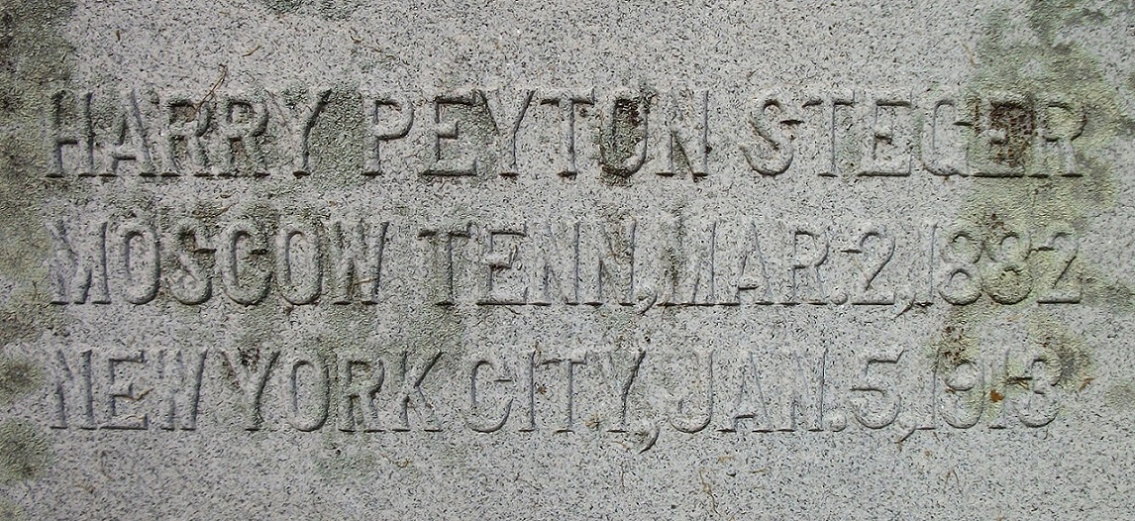 HARRY PEYTON STEGER
MOSCOW TENN, MAR. 2, 1882
NEW YORK CITY, JAN. 5, 1913